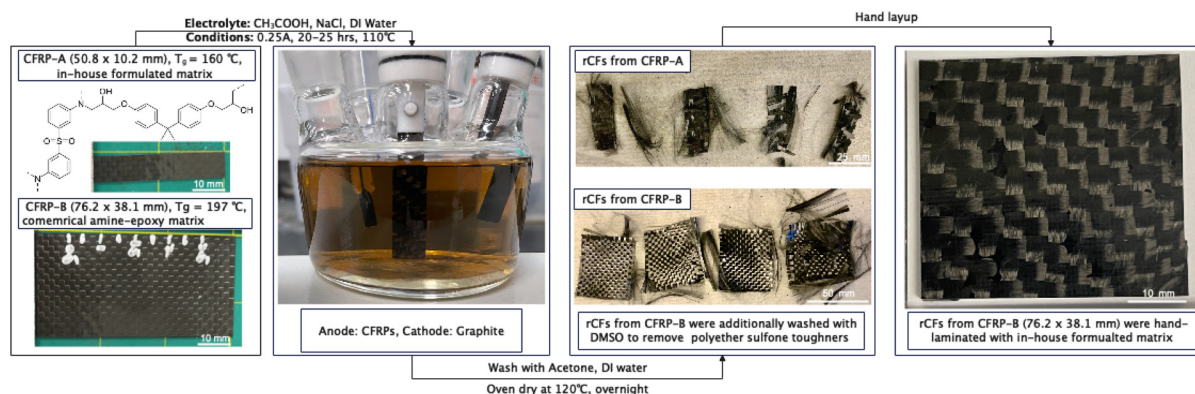 Electrolyte: CH₃COOH, NaCl, DI Water
Conditions: 0.25A, 20-25 hrs, 110℃
Hand layup
CFRP-A (50.8 x 10.2 mm), Tg = 160 ℃,
in-house formulated matrix
OH
N
O
O
OH
O=S=O
N
10 mm
CFRP-B (76.2 x 38.1 mm), Tg = 197 ℃,
comemrical amine-epoxy matrix
10 mm
Anode: CFRPs, Cathode: Graphite
rCFs from CFRP-A
25 mm
rCFs from CFRP-B
50 mm
rCFs from CFRP-B were additionally washed with
DMSO to remove polyether sulfone toughners
10 mm
rCFs from CFRP-B (76.2 x 38.1 mm) were hand-
laminated with in-house formualted matrix
Wash with Acetone, DI water
Oven dry at 120℃, overnight